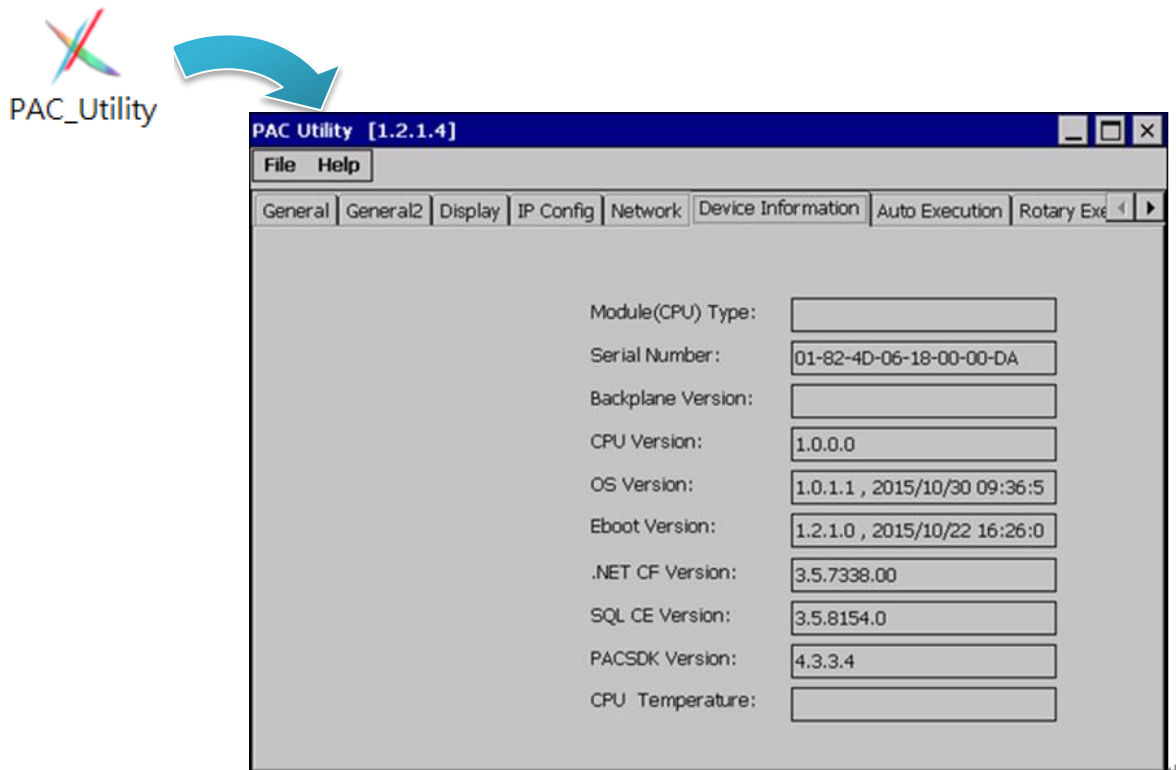 PAC_Utility
PAC Utility [1.2.1.4]
File Help
General General2 Display IP Config Network Device Information Auto Execution Rotary Exe
Module(CPU) Type:
Serial Number: 01-82-4D-06-18-00-00-DA
Backplane Version:
CPU Version: 1.0.0.0
OS Version: 1.0.1.1 , 2015/10/30 09:36:5
Eboot Version: 1.2.1.0 , 2015/10/22 16:26:0
.NET CF Version: 3.5.7338.00
SQL CE Version: 3.5.8154.0
PACSDK Version: 4.3.3.4
CPU Temperature: